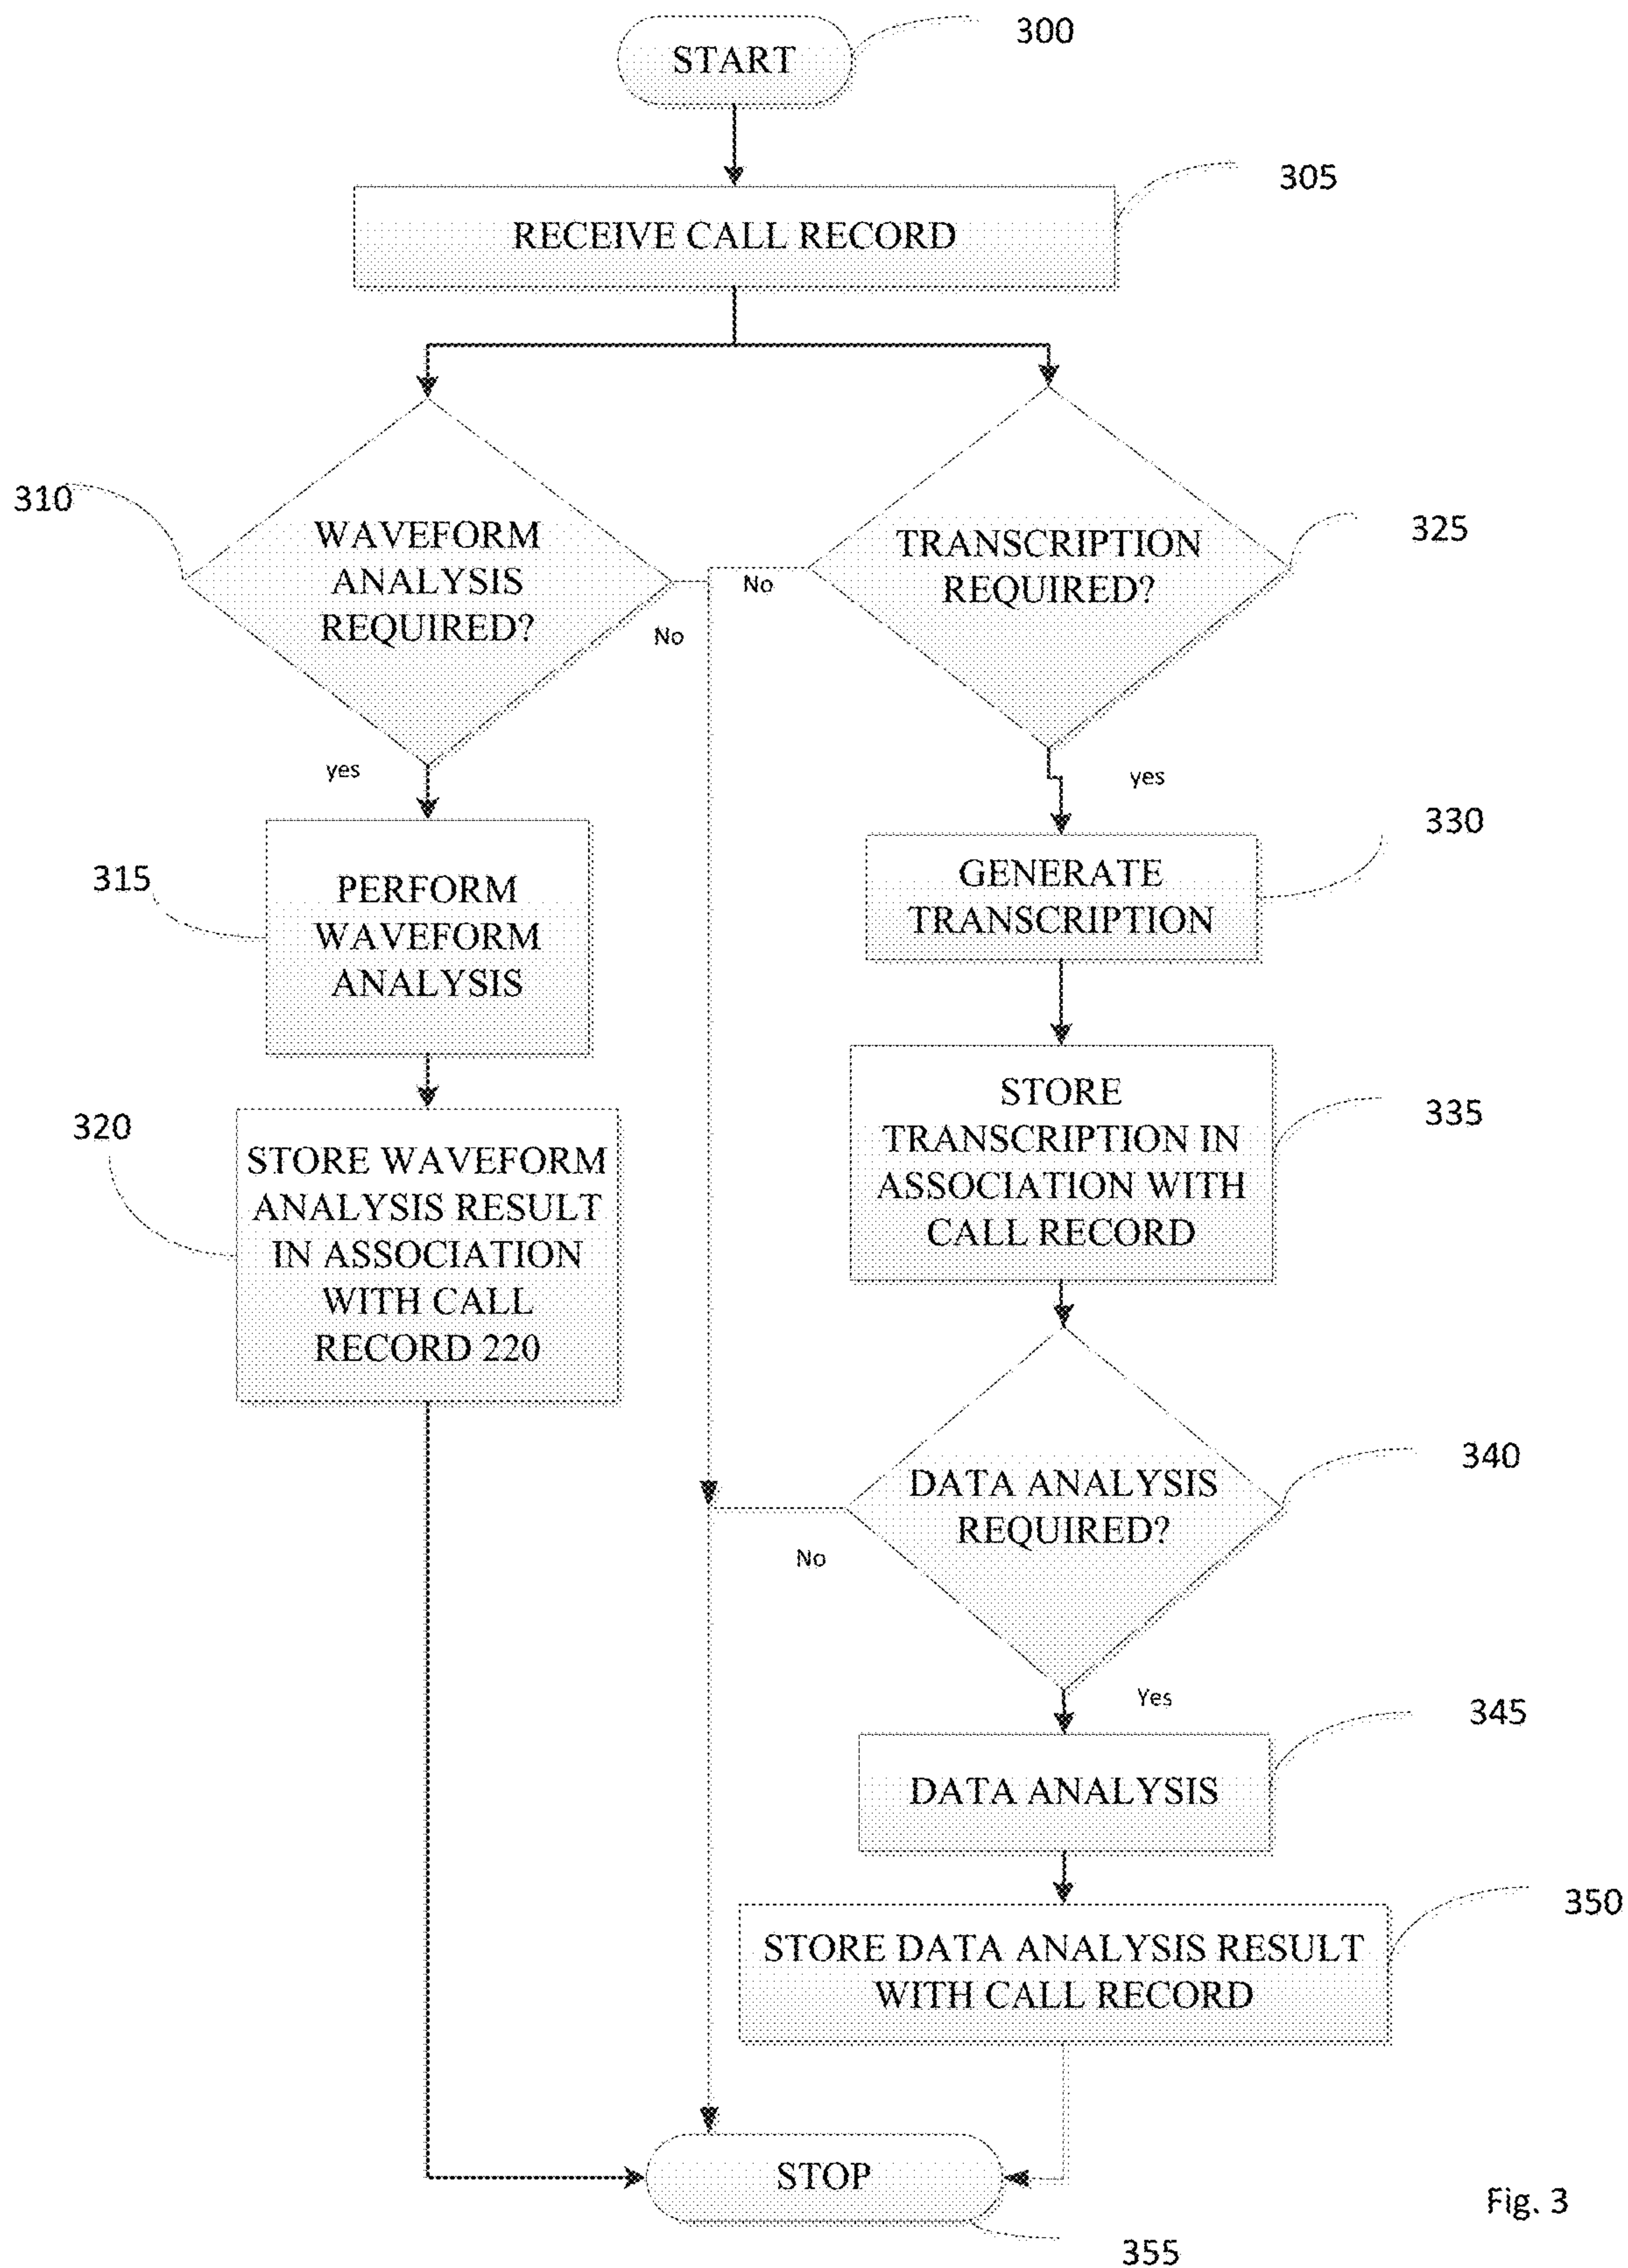 START
300
RECEIVE CALL RECORD
305
310
WAVEFORM
ANALYSIS
REQUIRED?
No
yes
TRANSCRIPTION
REQUIRED?
325
No
yes
315
PERFORM
WAVEFORM
ANALYSIS
GENERATE
TRANSCRIPTION
330
320
STORE WAVEFORM
ANALYSIS RESULT
IN ASSOCIATION
WITH CALL
RECORD 220
STORE
TRANSCRIPTION IN
ASSOCIATION WITH
CALL RECORD
335
DATA ANALYSIS
REQUIRED?
340
No
Yes
DATA ANALYSIS
345
STORE DATA ANALYSIS RESULT
WITH CALL RECORD
350
STOP
355
Fig. 3